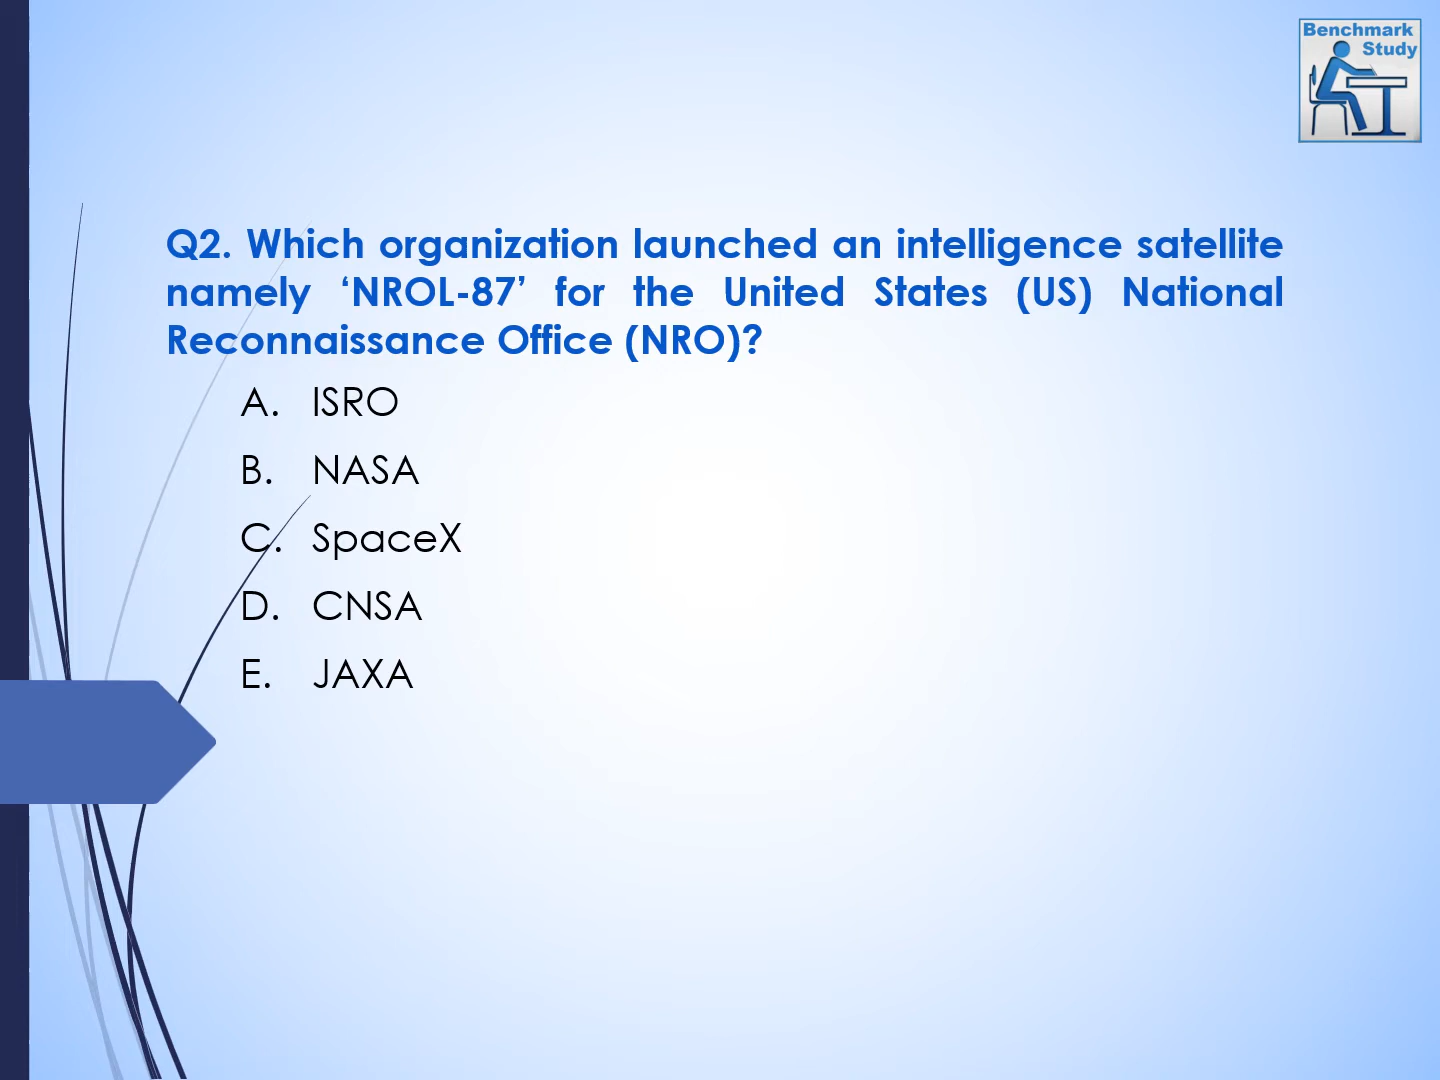 Benchmark
Study
Q2. Which organization launched an intelligence satellite
namely ‘NROL-87’ for the United States (US) National
Reconnaissance Office (NRO)?
A. ISRO
B. NASA
C. SpaceX
D. CNSA
E. JAXA